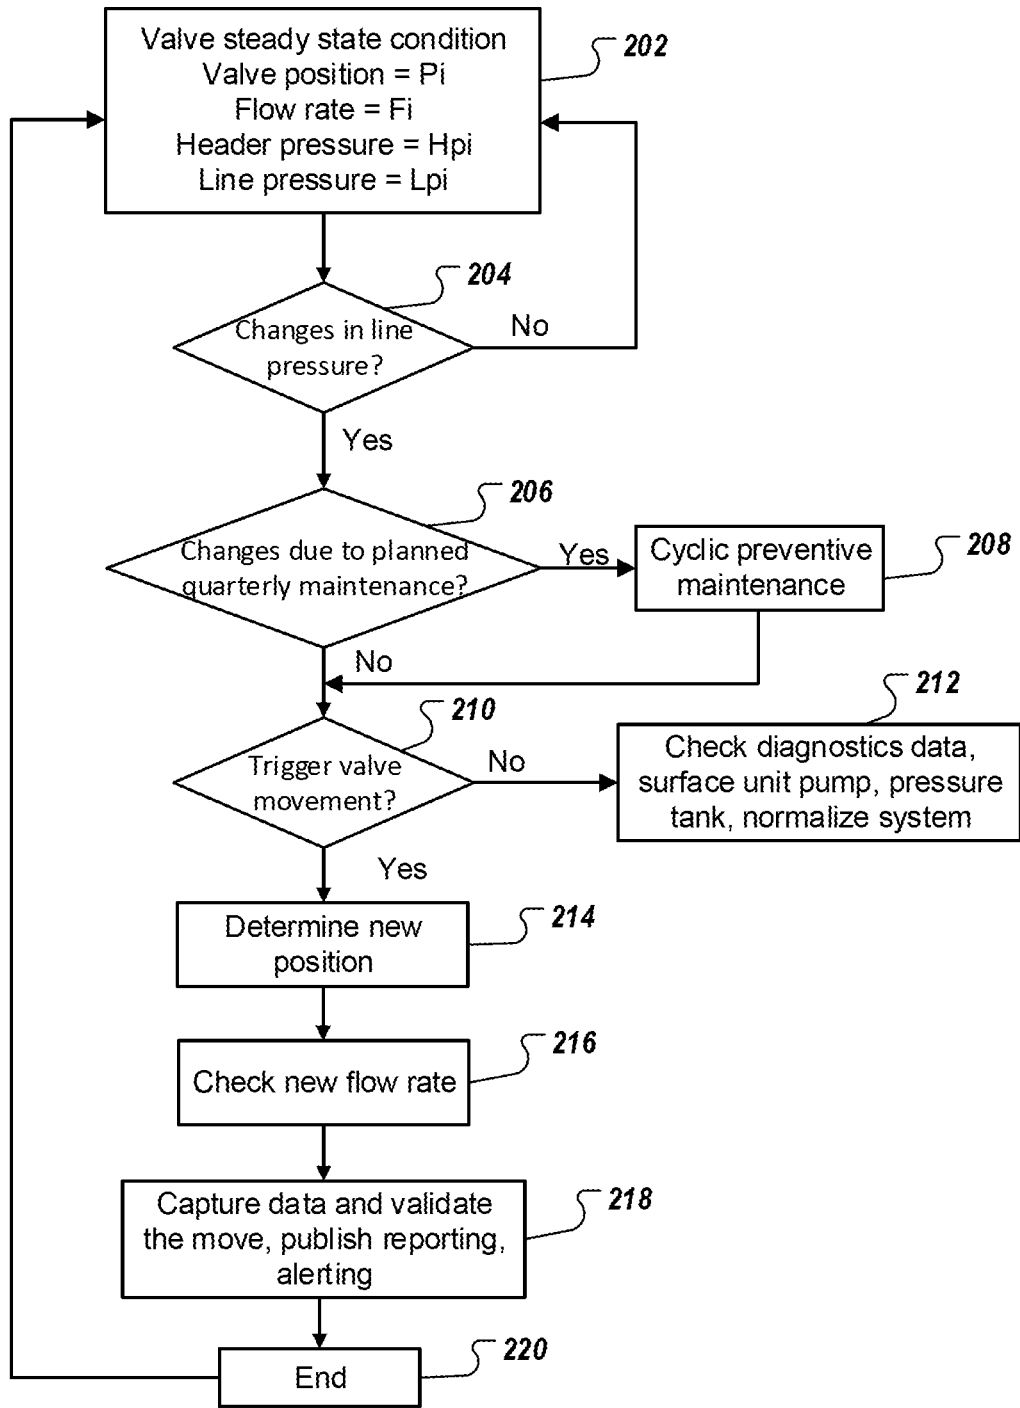 Valve steady state condition
Valve position = Pi
Flow rate = Fi
Header pressure = Hpi
Line pressure = Lpi
202
204
Changes in line
pressure?
No
Yes
206
Changes due to planned
quarterly maintenance?
Yes
Cyclic preventive
maintenance
208
No
210
Trigger valve
movement?
No
212
Check diagnostics data,
surface unit pump, pressure
tank, normalize system
Yes
Determine new
position
214
Check new flow rate
216
Capture data and validate
the move, publish reporting,
alerting
218
End
220